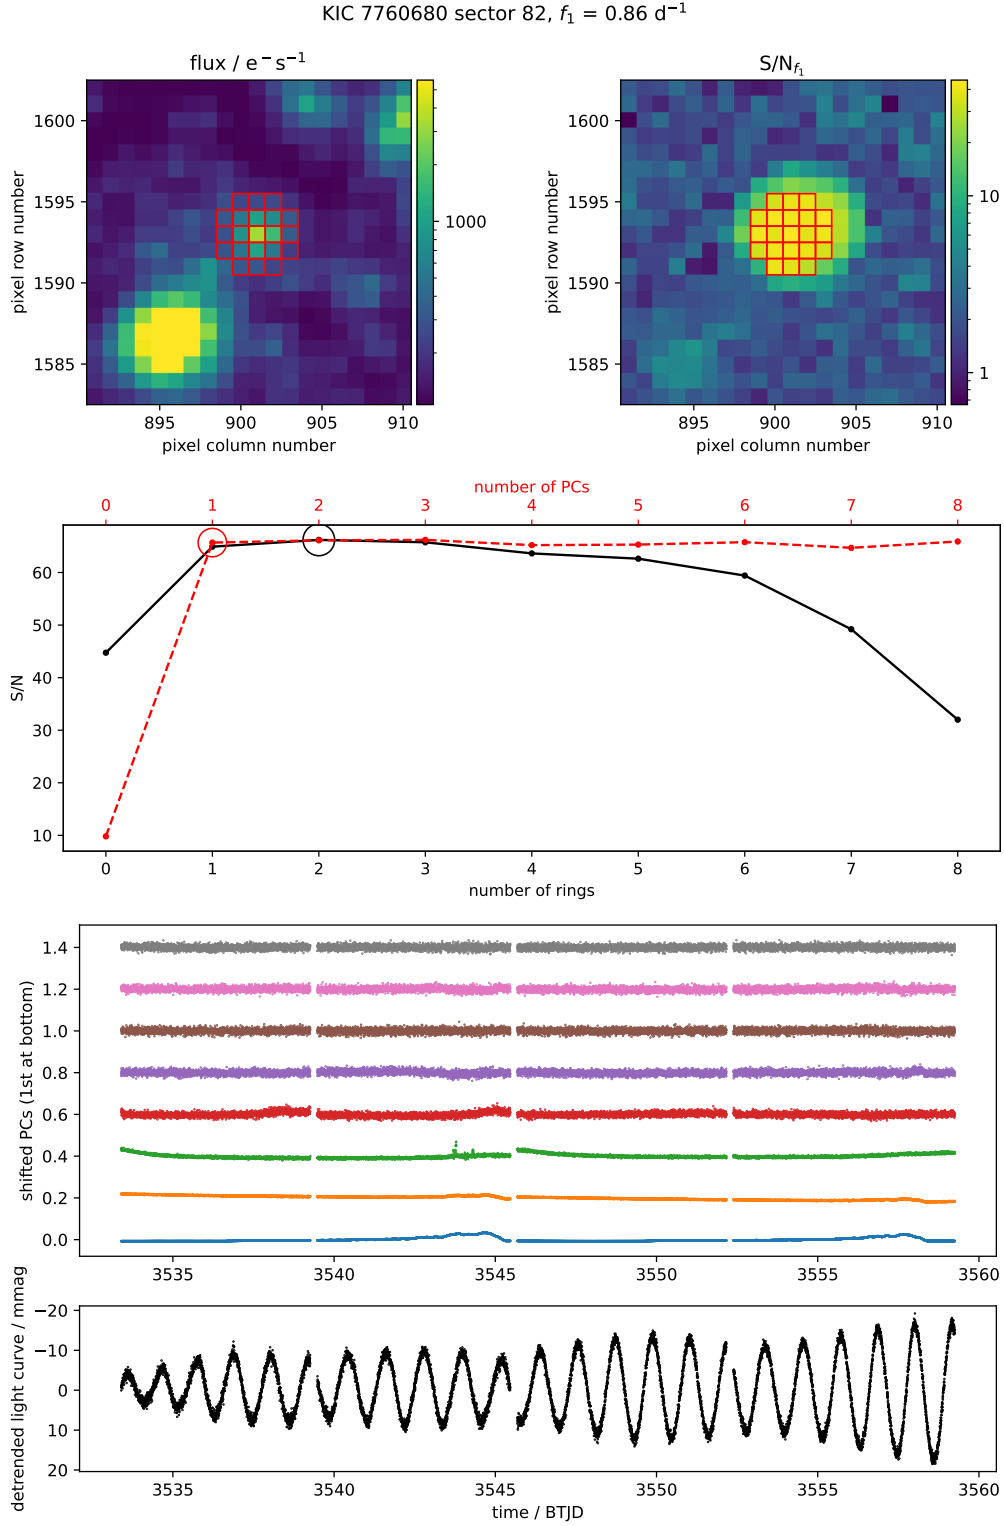 KIC 7760680 sector 82, f₁ = 0.86 d⁻¹
flux / e⁻s⁻¹
S/N_f₁
1600
1595
1590
1585
pixel row number
895
900
905
910
pixel column number
1000
1600
1595
1590
1585
pixel row number
895
900
905
910
pixel column number
10
1
number of PCs
0 1 2 3 4 5 6 7 8
60
50
40
30
20
10
S/N
0 1 2 3 4 5 6 7 8
number of rings
1.4
1.2
1.0
0.8
0.6
0.4
0.2
0.0
shifted PCs (1st at bottom)
3535 3540 3545 3550 3555 3560
−20
−10
0
10
20
detrended light curve / mmag
3535 3540 3545 3550 3555 3560
time / BTJD